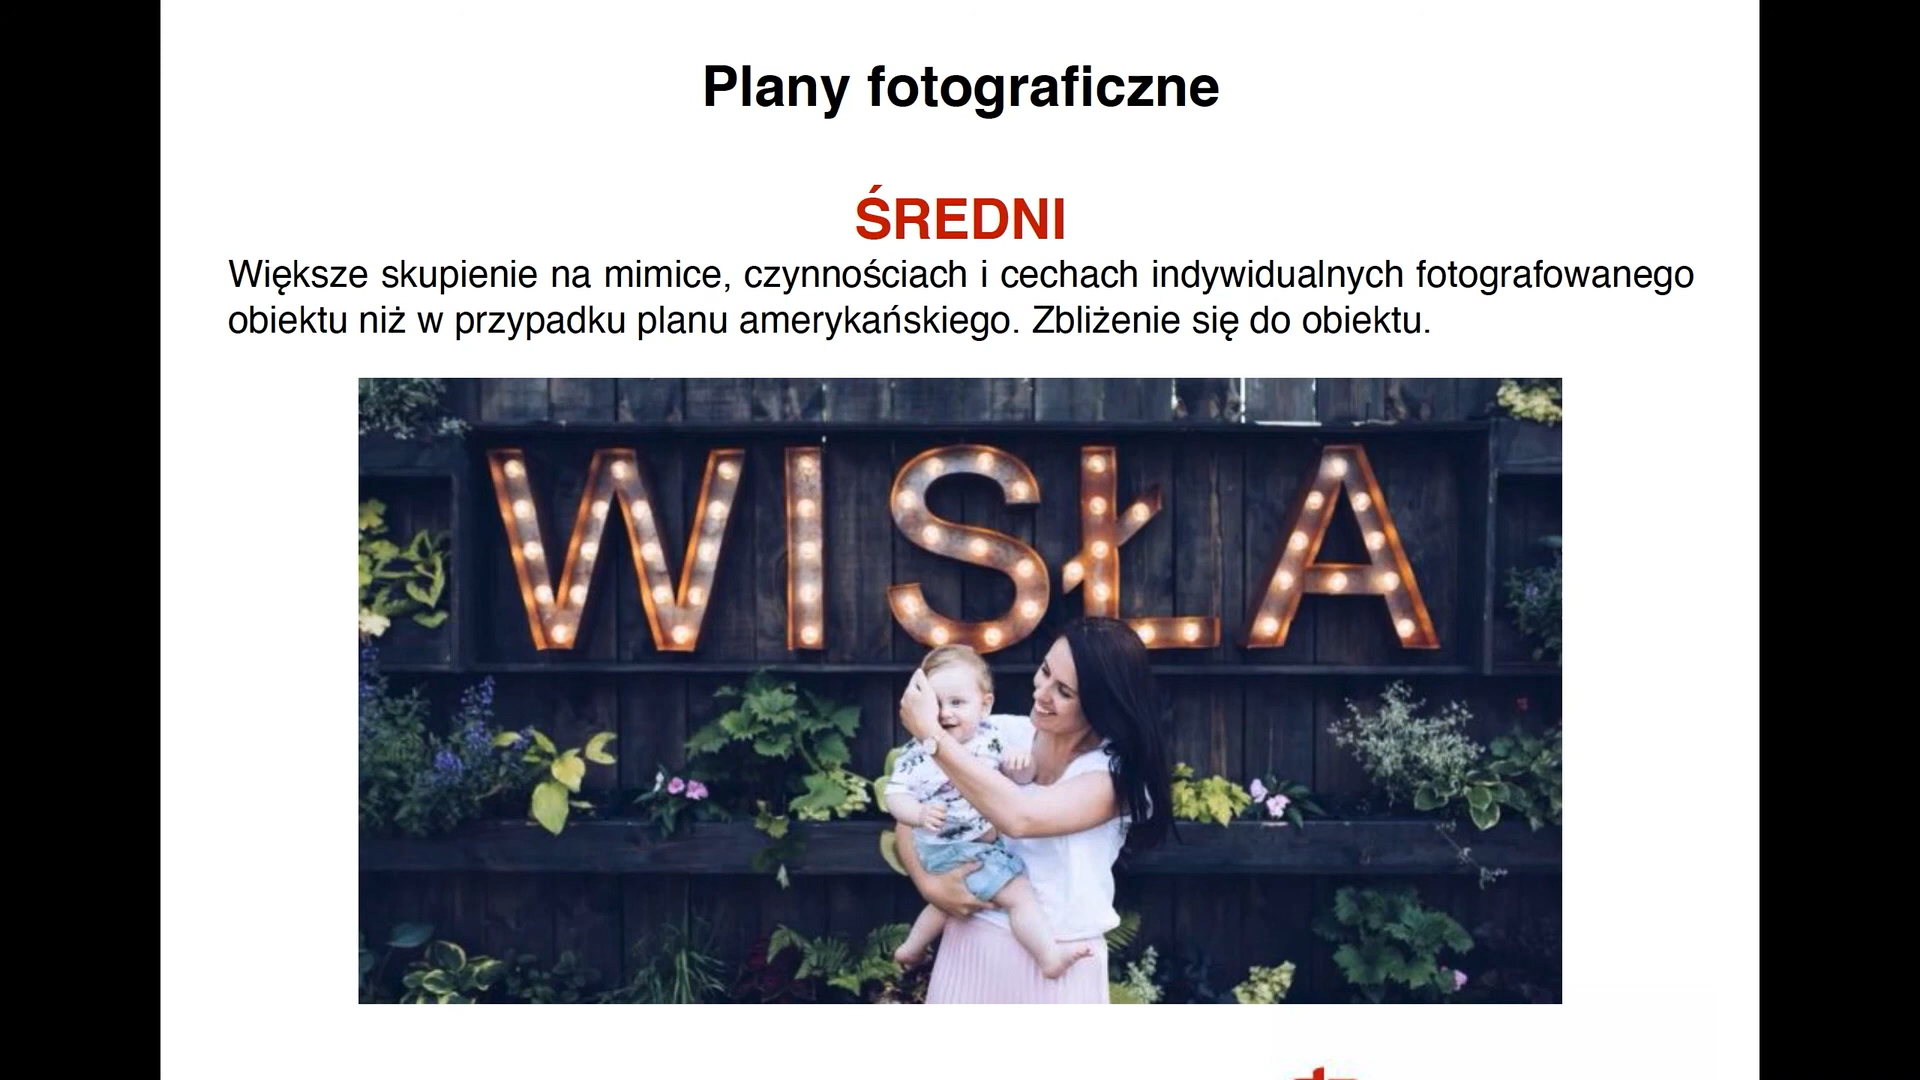 Plany fotograficzne
ŚREDNI
Większe skupienie na mimice, czynnościach i cechach indywidualnych fotografowanego
obiektu niż w przypadku planu amerykańskiego. Zbliżenie się do obiektu.
WISŁA